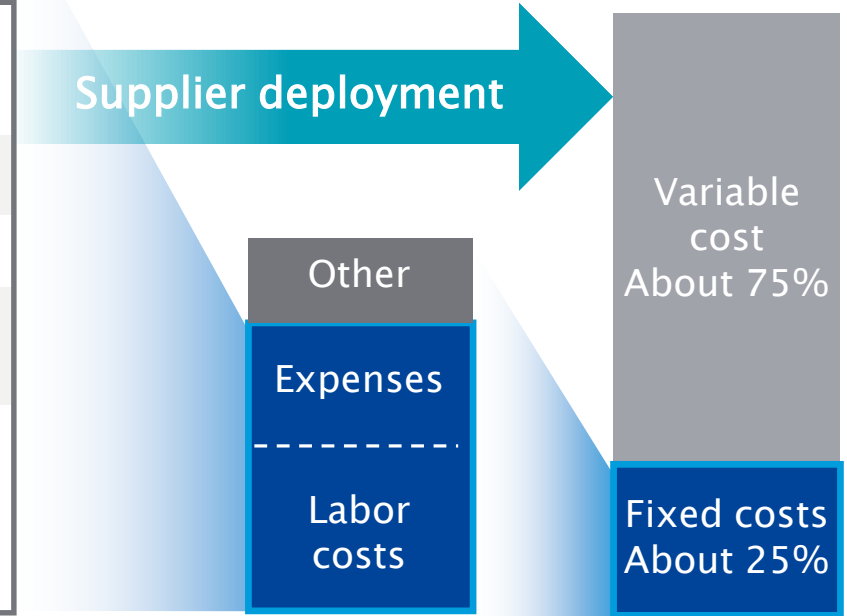 Supplier deployment
Other
Expenses
Labor
costs
Variable
cost
About 75%
Fixed costs
About 25%